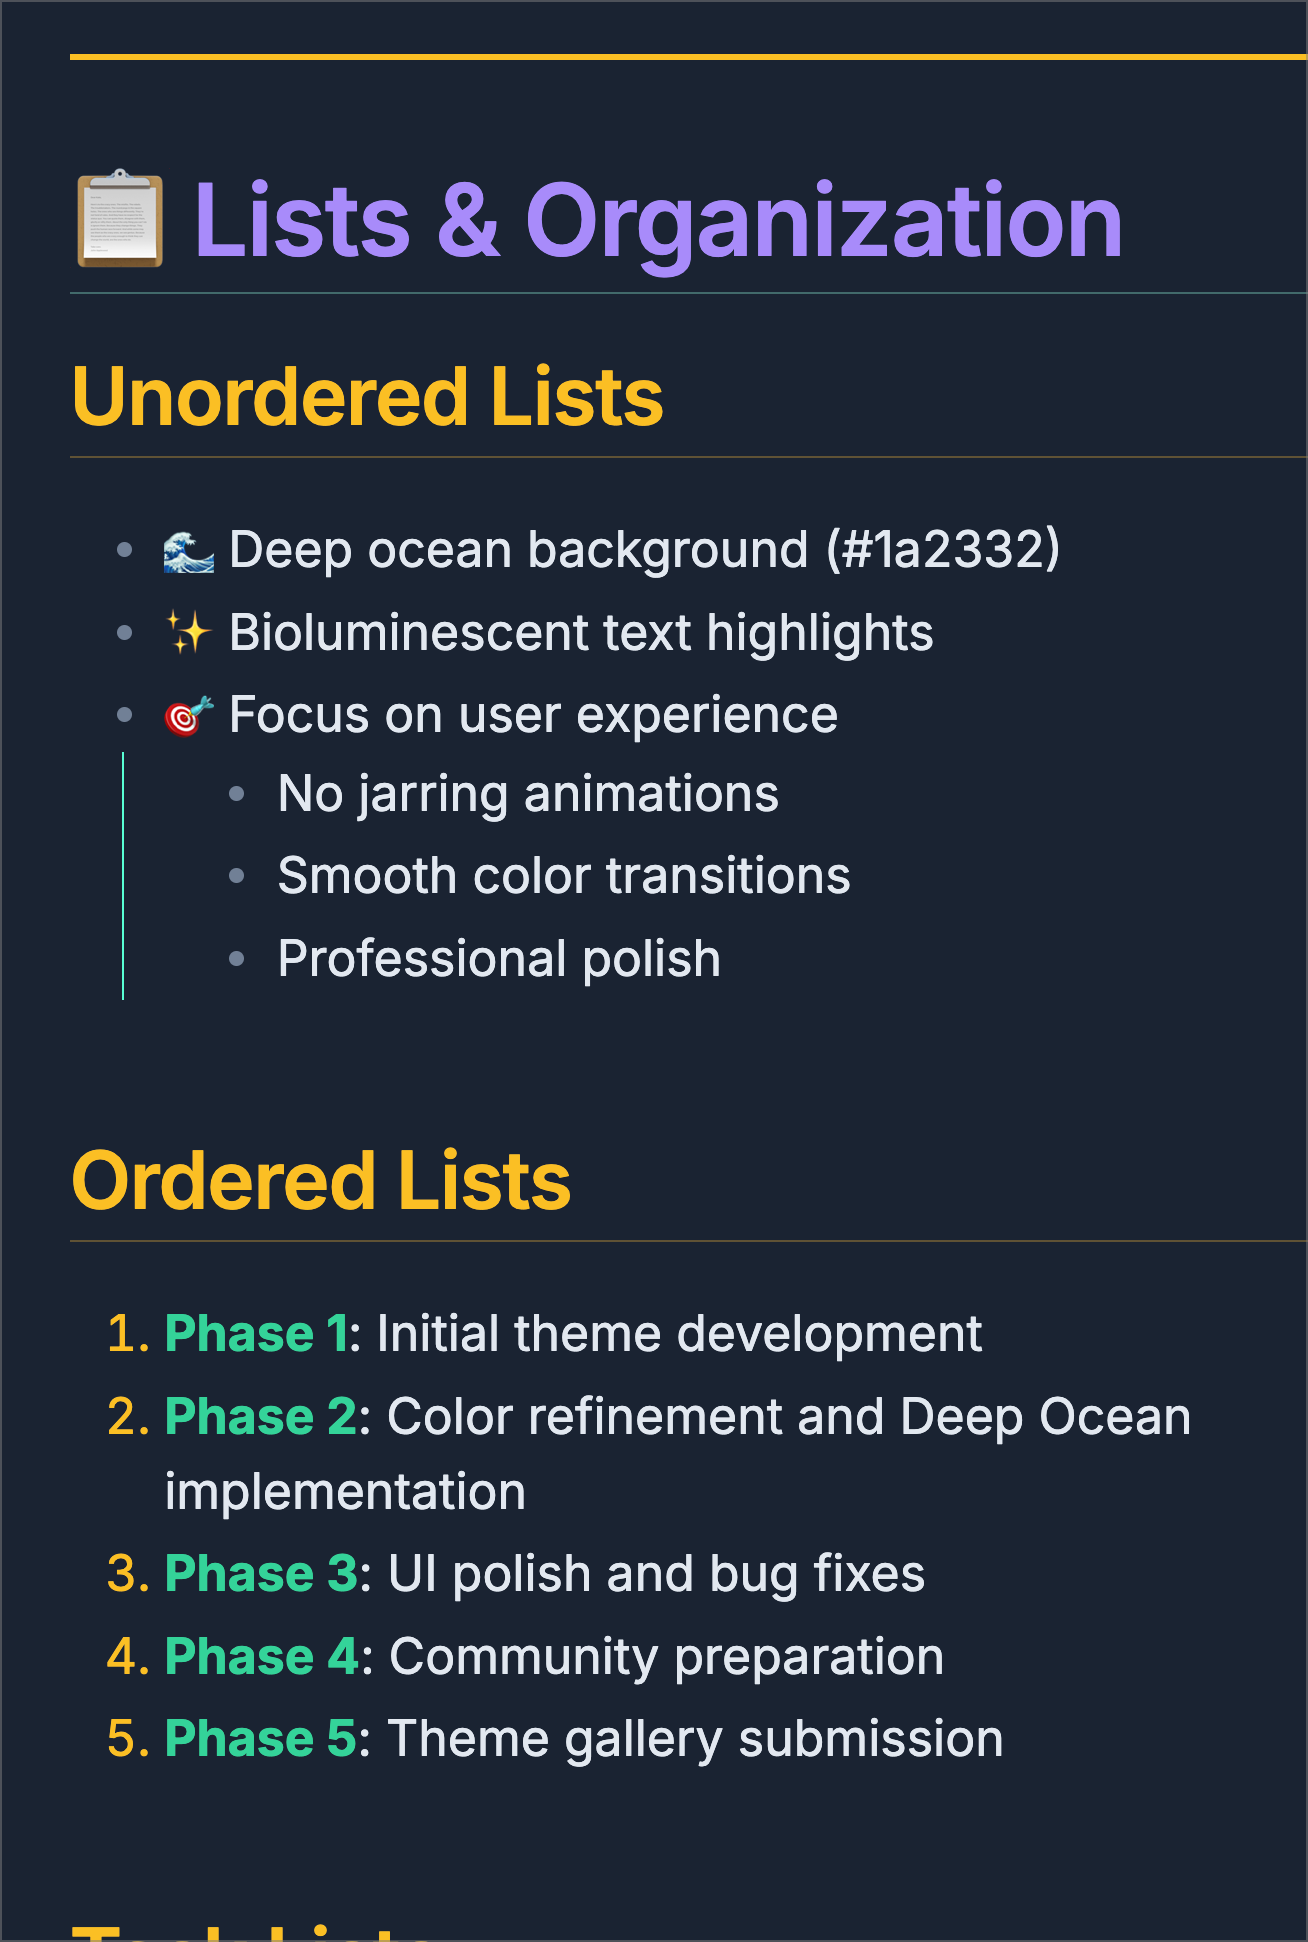 📋 Lists & Organization
Unordered Lists
• 🌊 Deep ocean background (#1a2332)
• ✨ Bioluminescent text highlights
• 🎯 Focus on user experience
• No jarring animations
• Smooth color transitions
• Professional polish
Ordered Lists
1. Phase 1: Initial theme development
2. Phase 2: Color refinement and Deep Ocean
implementation
3. Phase 3: UI polish and bug fixes
4. Phase 4: Community preparation
5. Phase 5: Theme gallery submission